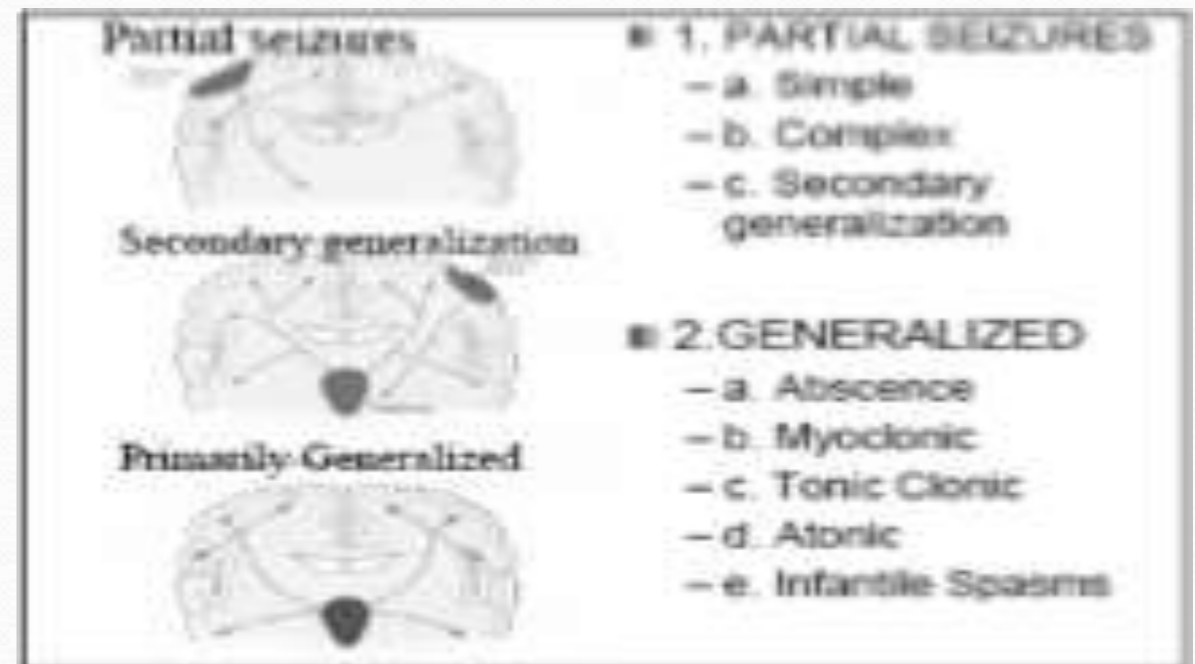 Partial seizures
Secondary generalization
Primarily Generalized
1. PARTIAL SEIZURES
– a. Simple
– b. Complex
– c. Secondary
generalization
2.GENERALIZED
– a. Abscence
– b. Myoclonic
– c. Tonic Clonic
– d. Atonic
– e. Infantile Spasms